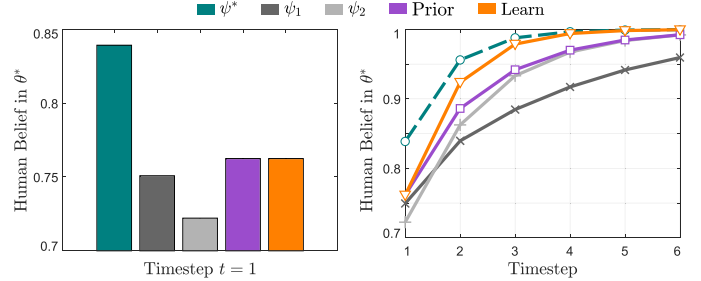 ψ* ψ₁ ψ₂ Prior Learn
Human Belief in θ*
0.85
0.8
0.75
0.7
Timestep t = 1
Human Belief in θ*
1
0.9
0.8
0.7
1 2 3 4 5 6
Timestep